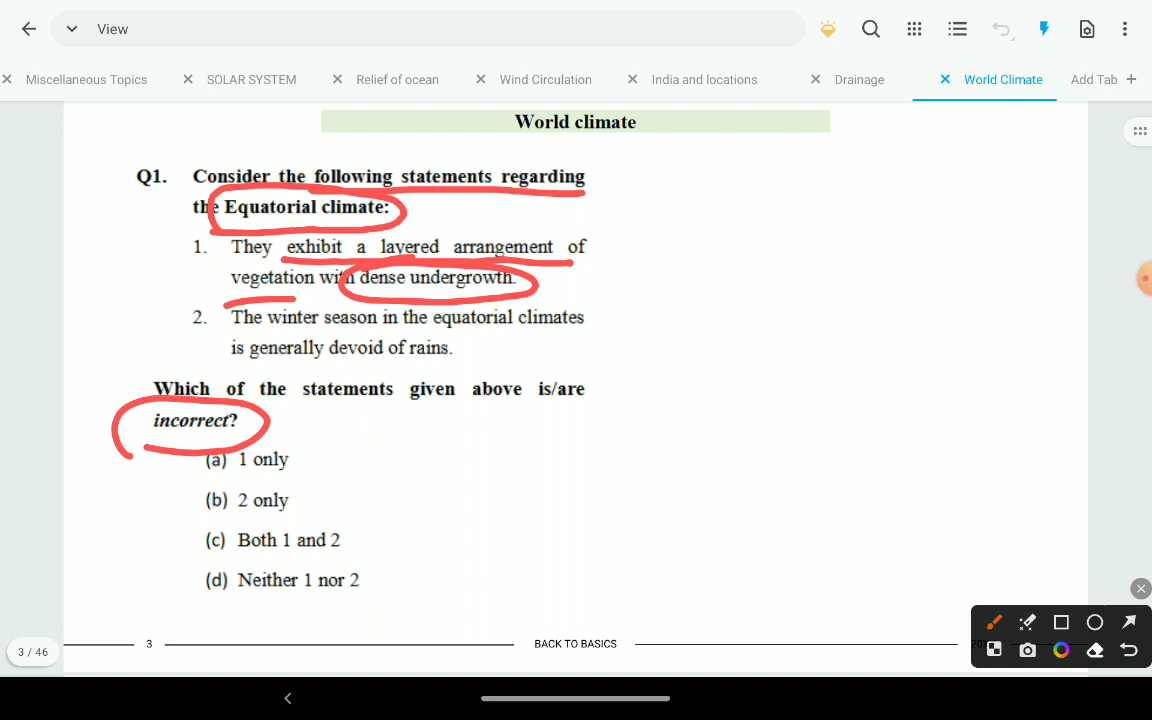 View
Miscellaneous Topics SOLAR SYSTEM Relief of ocean Wind Circulation India and locations Drainage World Climate Add Tab
World climate
Q1. Consider the following statements regarding
the Equatorial climate:
1. They exhibit a layered arrangement of
vegetation with dense undergrowth.
2. The winter season in the equatorial climates
is generally devoid of rains.
Which of the statements given above is/are
incorrect?
(a) 1 only
(b) 2 only
(c) Both 1 and 2
(d) Neither 1 nor 2
3 / 46
3 BACK TO BASICS